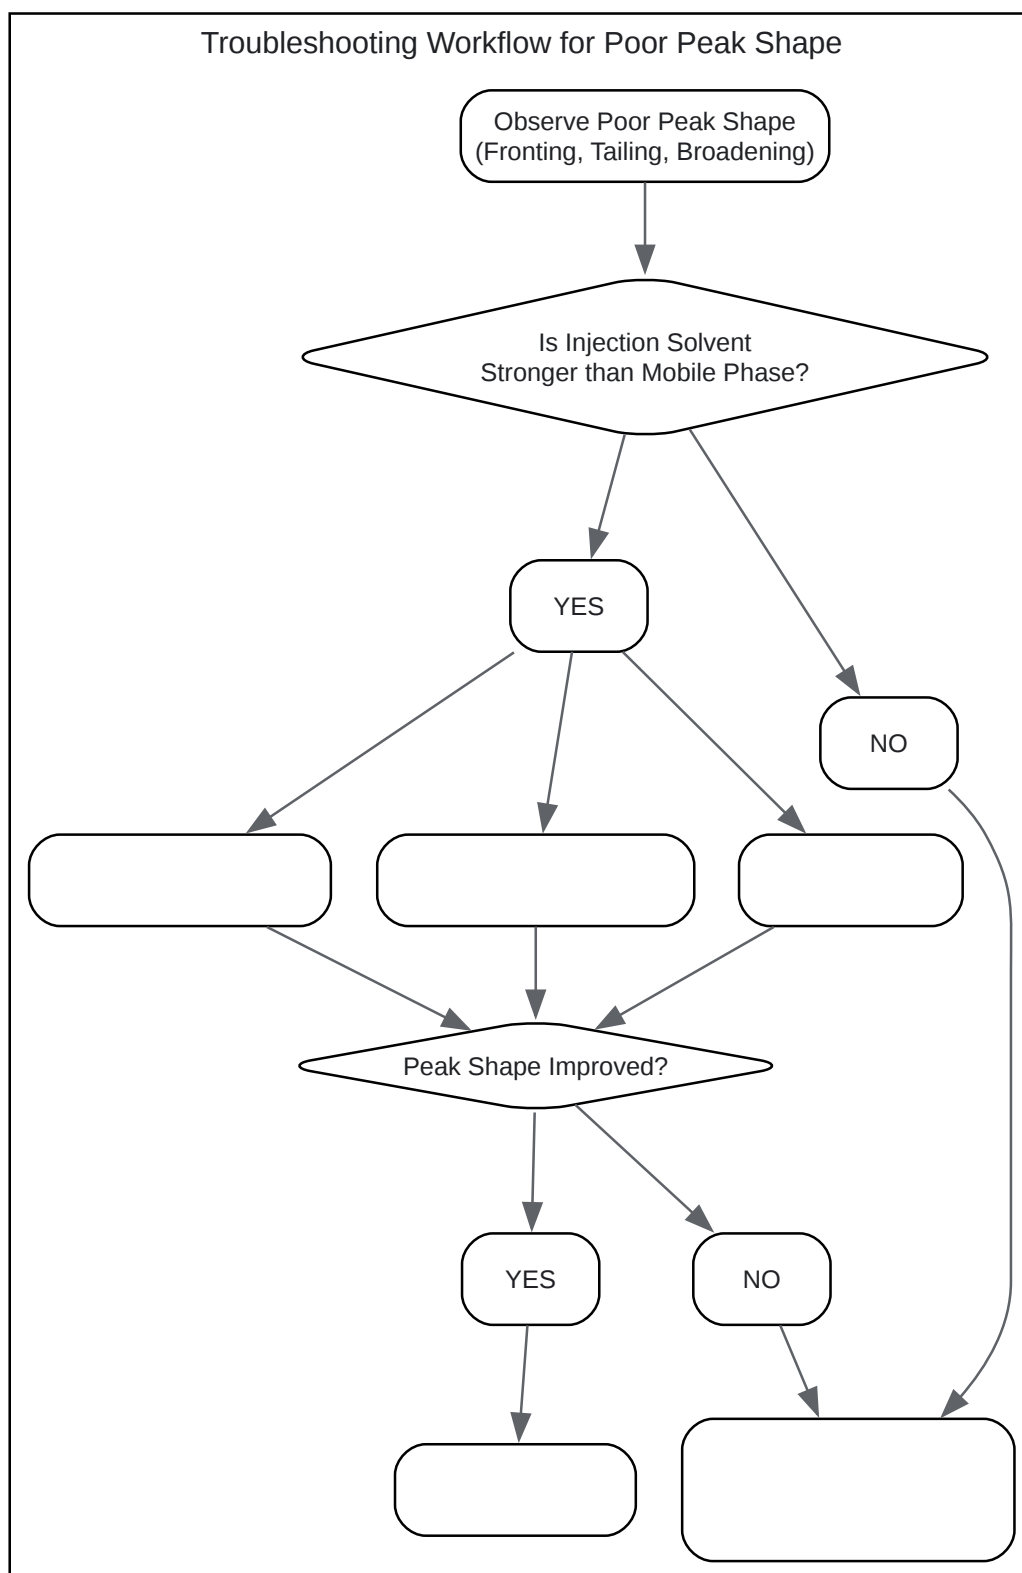 Troubleshooting Workflow for Poor Peak Shape
Observe Poor Peak Shape
(Fronting, Tailing, Broadening)
Is Injection Solvent
Stronger than Mobile Phase?
YES
NO
Peak Shape Improved?
YES
NO